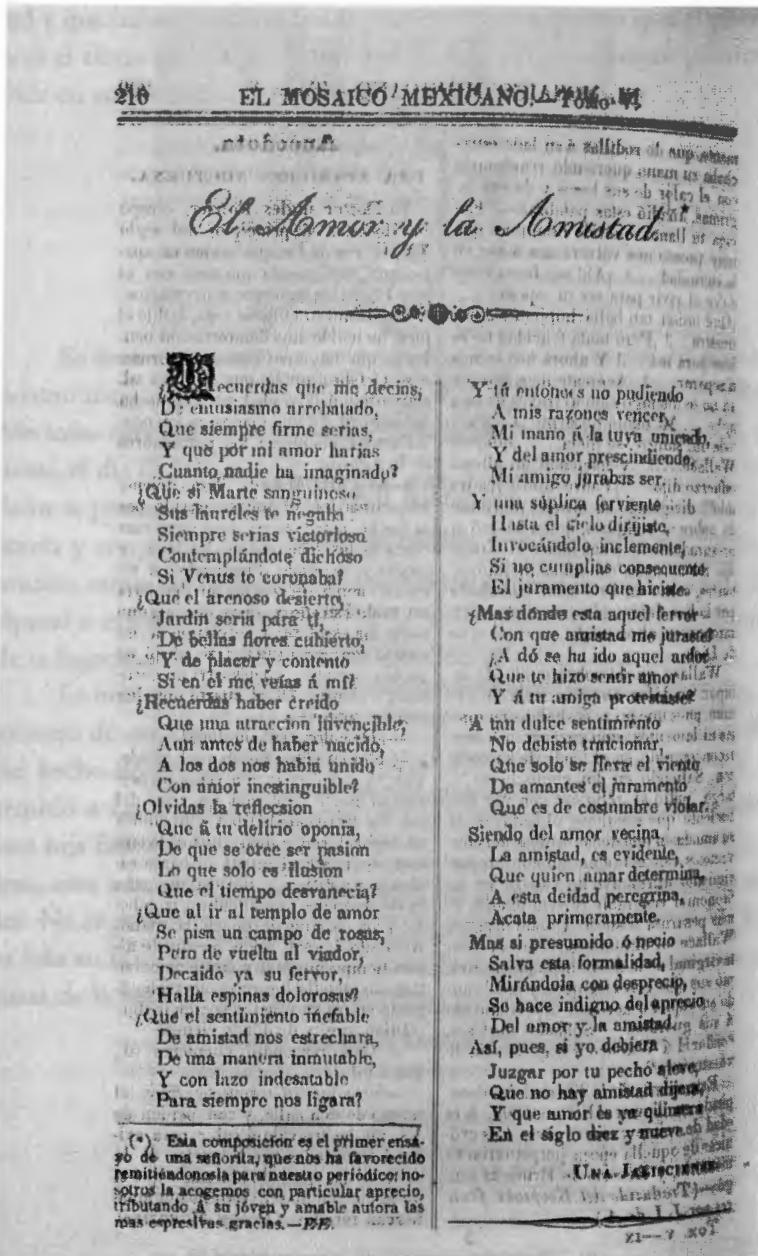 210 EL MOSAICO MEXICANO.—TOMO V.
El Amor y la Amistad.*
¿Recuerdas que me decias,
De entusiasmo arrebatado,
Que siempre firme serias,
Y que por mi amor harias
Cuanto nadie ha imaginado?
¿Que si Marte sanguinoso
Sus laureles te negaba
Siempre serias victorioso
Contemplándote dichoso
Si Venus te coronaba?
¿Que el arenoso desierto,
Jardin seria para tí,
De bellas flores cubierto,
Y de placer y contento
Si en él me veías á mí?
¿Recuerdas haber creido
Que una atraccion invencible,
Aun antes de haber nacido,
A los dos nos habia unido
Con amor inestinguible?
¿Olvidas la reflecsion
Que á tu delirio oponia,
De que se cree ser pasion
Lo que solo es ilusion
Que el tiempo desvanecia?
¿Que al ir al templo de amor
Se pisa un campo de rosas,
Pero de vuelta al viador,
Decaido ya su fervor,
Halla espinas dolorosas?
¿Que el sentimiento inefable
De amistad nos estrechara,
De una manera inmutable,
Y con lazo indesatable
Para siempre nos ligara?
(*) Esta composicion es el primer ensa-
yo de una señorita, que nos ha favorecido
remitiéndonosla para nuestro periódico: no-
sotros la acogemos con particular aprecio,
tributando á su jóven y amable autora las
mas espresivas gracias.—EE.
Y tú entónces no pudiendo
A mis razones vencer,
Mi mano á la tuya uniendo,
Y del amor prescindiendo,
Mi amigo jurabas ser.
Y una súplica ferviente
Hasta el cielo dirijiste,
Invocándolo, inclemente,
Si no cumplias consequente
El juramento que hiciste.
¿Mas dónde esta aquel fervor
Con que amistad me juraste?
¿A dó se ha ido aquel ardor
Que te hizo sentir amor
Y á tu amiga protestaste?
A tan dulce sentimiento
No debiste traicionar,
Que solo se lleva el viento
De amantes el juramento
Que es de costumbre violar.
Siendo del amor vecina,
La amistad, es evidente,
Que quien amar determina,
A esta deidad peregrina,
Acata primeramente.
Mas si presumido ó necio
Salva esta formalidad,
Mirándola con desprecio,
Se hace indigno del aprecio
Del amor y la amistad.
Así, pues, si yo debiera
Juzgar por tu pecho aleve,
Que no hay amistad dijera,
Y que amor es ya quimera
En el siglo diez y nueve.
UNA JALISCIENSE.